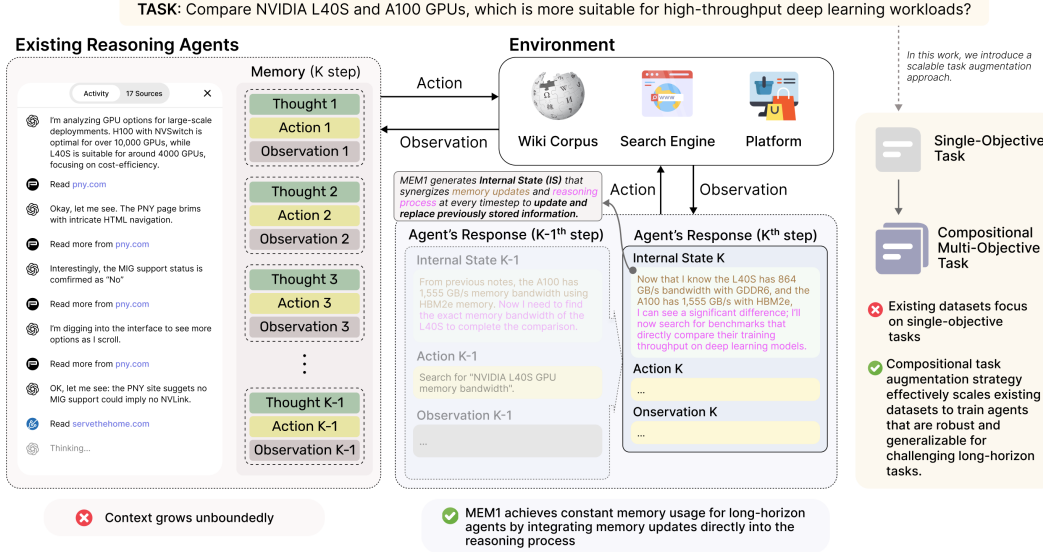 TASK: Compare NVIDIA L40S and A100 GPUs, which is more suitable for high-throughput deep learning workloads?
Existing Reasoning Agents
Activity
17 Sources
I'm analyzing GPU options for large-scale
deploymments. H100 with NVSwitch is
optimal for over 10,000 GPUs, while
L40S is suitable for around 4000 GPUs,
focusing on cost-efficiency.
Read pny.com
Okay, let me see. The PNY page brims
with intricate HTML navigation.
Read more from pny.com
Interestingly, the MIG support status is
comfirmed as "No"
Read more from pny.com
I'm digging into the interface to see more
options as I scroll.
Read more from pny.com
OK, let me see: the PNY site suggets no
MIG support could imply no NVLink.
Read servethehome.com
Thinking...
Memory (K step)
Thought 1
Action 1
Observation 1
Thought 2
Action 2
Observation 2
Thought 3
Action 3
Observation 3
Thought K-1
Action K-1
Observation K-1
Context grows unboundedly
Action
Observation
Environment
Wiki Corpus
Search Engine
Platform
www
MEM1 generates Internal State (IS) that
synergizes memory updates and reasoning
process at every timestep to update and
replace previously stored information.
Action
Observation
Agent's Response (K-1th step)
Internal State K-1
From previous notes, the A100 has
1,555 GB/s memory bandwidth using
HBM2e memory. Now I need to find
the exact memory bandwidth of the
L40S to complete the comparison.
Action K-1
Search for "NVIDIA L40S GPU
memory bandwidth".
Observation K-1
...
Agent's Response (Kth step)
Internal State K
Now that I know the L40S has 864
GB/s bandwidth with GDDR6, and the
A100 has 1,555 GB/s with HBM2e,
I can see a significant difference; I'll
now search for benchmarks that
directly compare their training
throughput on deep learning models.
Action K
...
Onservation K
...
MEM1 achieves constant memory usage for long-horizon
agents by integrating memory updates directly into the
reasoning process
In this work, we introduce a
scalable task augmentation
approach.
Single-Objective
Task
Compositional
Multi-Objective
Task
Existing datasets focus
on single-objective
tasks
Compositional task
augmentation strategy
effectively scales existing
datasets to train agents
that are robust and
generalizable for
challenging long-horizon
tasks.